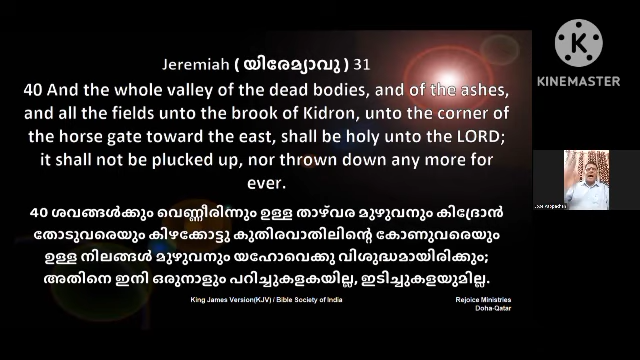 Jeremiah ( യിരേമ്യാവു ) 31
40 And the whole valley of the dead bodies, and of the ashes,
and all the fields unto the brook of Kidron, unto the corner of
the horse gate toward the east, shall be holy unto the LORD;
it shall not be plucked up, nor thrown down any more for
ever.
40 ശവങ്ങൾക്കും വെണ്ണീരിന്നും ഉള്ള താഴ്‌വര മുഴുവനും കിദ്രോൻ
തോടുവരെയും കിഴക്കോട്ടു കുതിരവാതിലിന്റെ കോണുവരെയും
ഉള്ള നിലങ്ങൾ മുഴുവനും യഹോവെക്കു വിശുദ്ധമായിരിക്കും;
അതിനെ ഇനി ഒരുനാളും പറിച്ചുകളകയില്ല, ഇടിച്ചുകളയുമില്ല.
King James Version(KJV) / Bible Society of India
Rejoice Ministries
Doha-Qatar
KINEMASTER